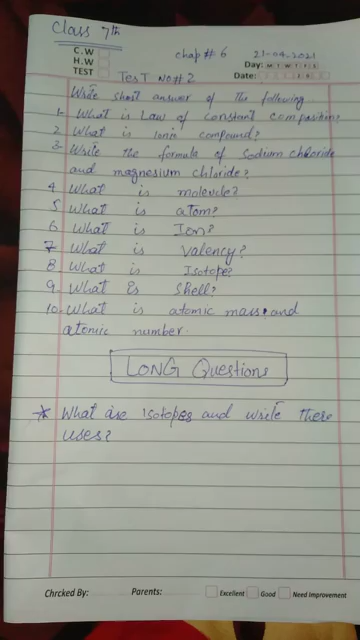 Class 7th
C.W
H.W
TEST
chap # 6
21-04-2021
Day: M T W T F S
Date:
TesT No# 2
Write short answer of the following.
1. What is Law of constant composition?
2. What is Ionic compound?
3. Write the formula of Sodium chloride
and magnesium chloride?
4 What is molecule?
5 What is atom?
6 What is Ion?
7 What is Valency?
8. What is Isotope?
9. What is Shell?
10. What is atomic mass and
atomic number.
LONG Questions
* What are isotopes and write there
uses?
Chrcked By: Parents: Excellent Good Need Improvement